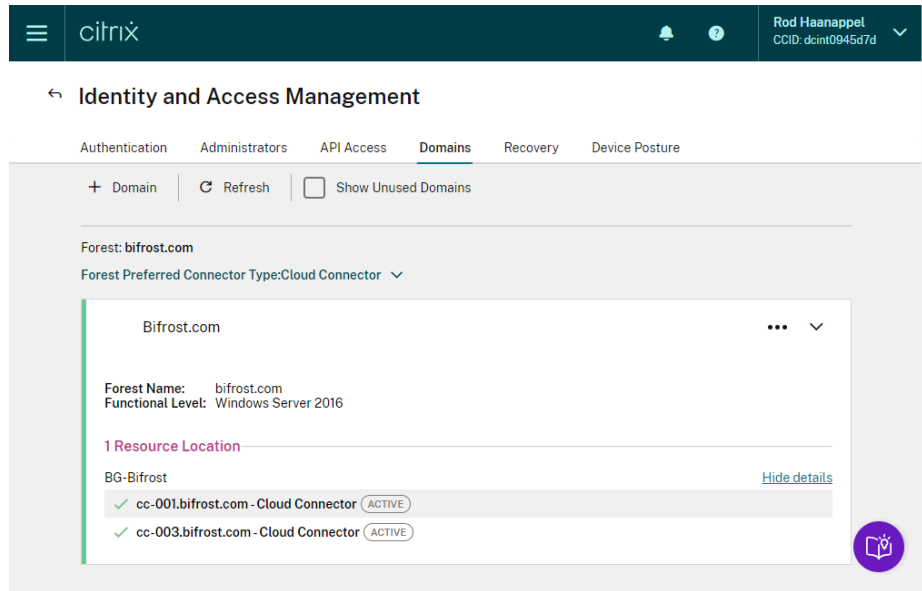 citrix
Rod Haanappel
CCID: dcint0945d7d
Identity and Access Management
Authentication Administrators API Access Domains Recovery Device Posture
+ Domain Refresh Show Unused Domains
Forest: bifrost.com
Forest Preferred Connector Type:Cloud Connector
Bifrost.com
Forest Name: bifrost.com
Functional Level: Windows Server 2016
1 Resource Location
BG-Bifrost Hide details
cc-001.bifrost.com - Cloud Connector ACTIVE
cc-003.bifrost.com - Cloud Connector ACTIVE